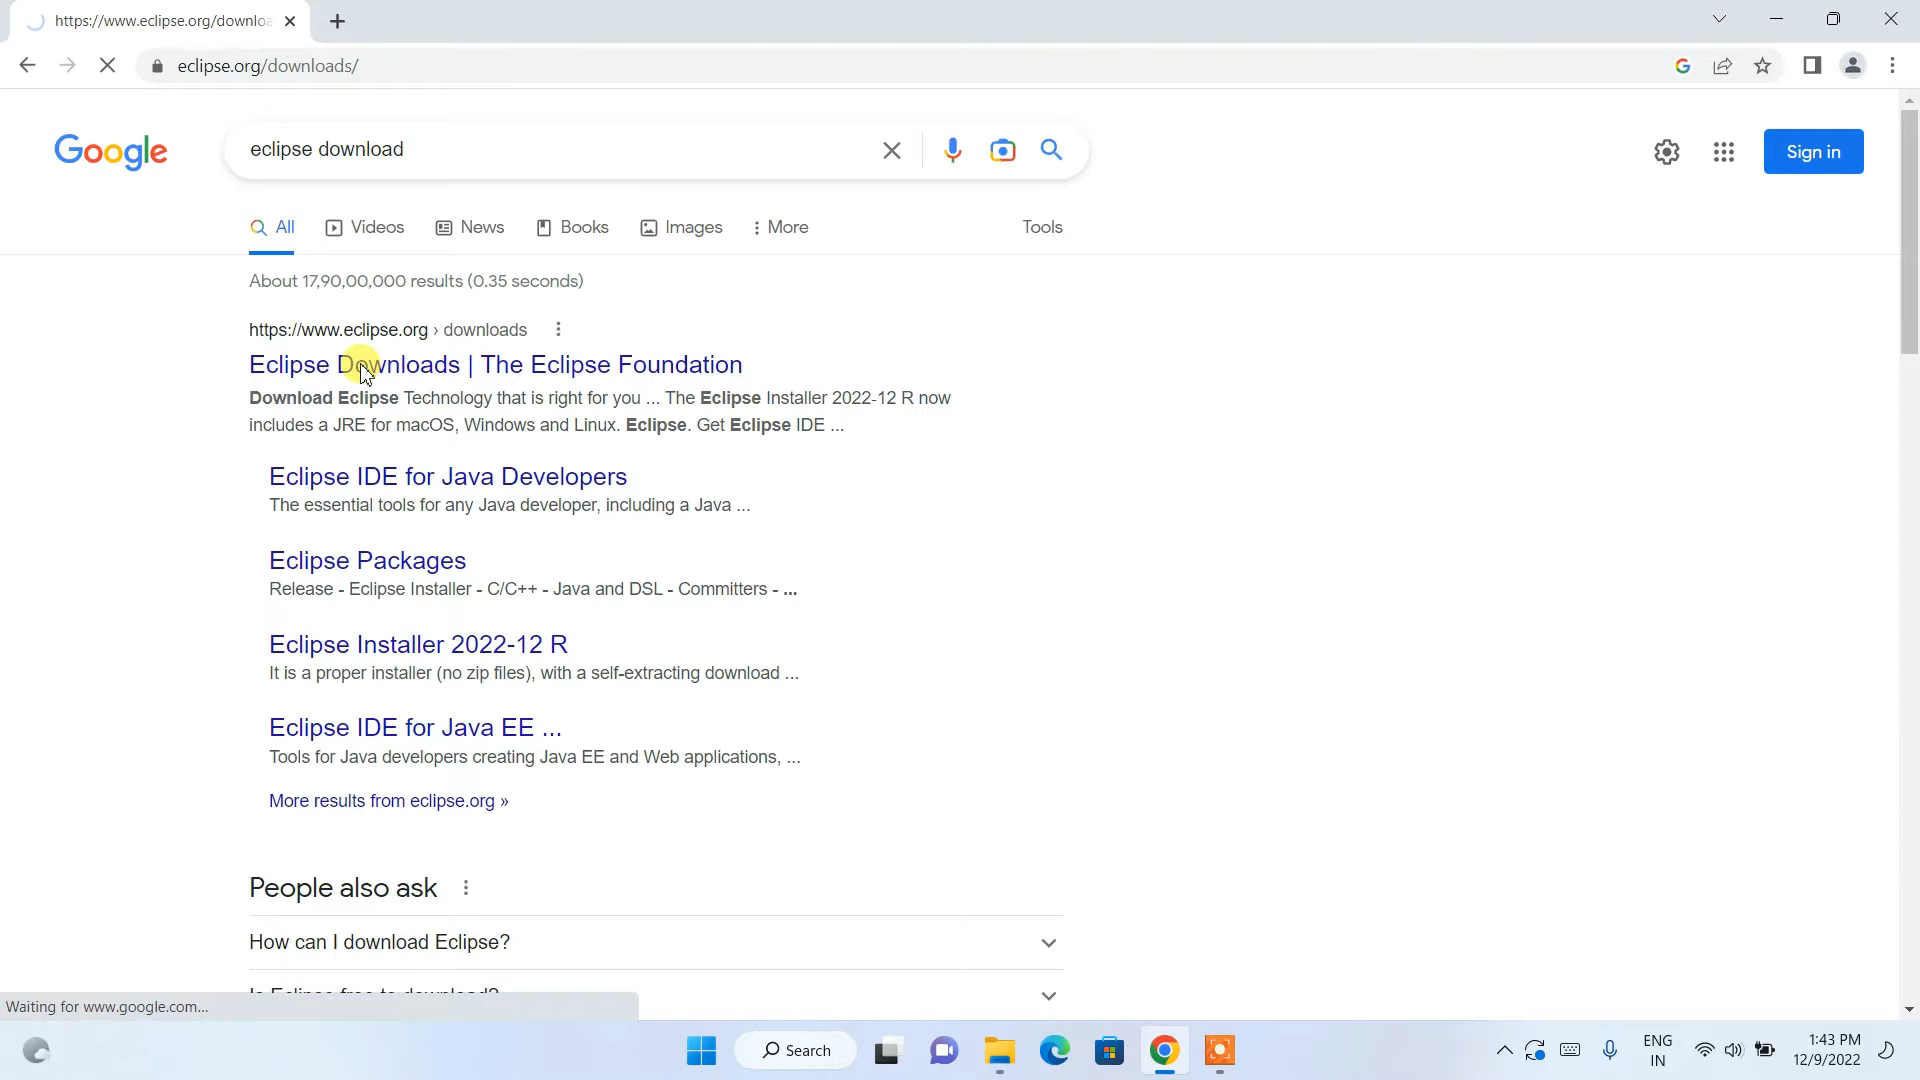 https://www.eclipse.org/downlo
eclipse.org/downloads/
Google
eclipse download
Sign in
All
Videos
News
Books
Images
More
Tools
About 17,90,00,000 results (0.35 seconds)
https://www.eclipse.org › downloads
Eclipse Downloads | The Eclipse Foundation
Download Eclipse Technology that is right for you ... The Eclipse Installer 2022-12 R now
includes a JRE for macOS, Windows and Linux. Eclipse. Get Eclipse IDE ...
Eclipse IDE for Java Developers
The essential tools for any Java developer, including a Java ...
Eclipse Packages
Release - Eclipse Installer - C/C++ - Java and DSL - Committers - ...
Eclipse Installer 2022-12 R
It is a proper installer (no zip files), with a self-extracting download ...
Eclipse IDE for Java EE ...
Tools for Java developers creating Java EE and Web applications, ...
More results from eclipse.org »
People also ask
How can I download Eclipse?
Is Eclipse free to download?
Waiting for www.google.com...
Search
ENG
IN
1:43 PM
12/9/2022